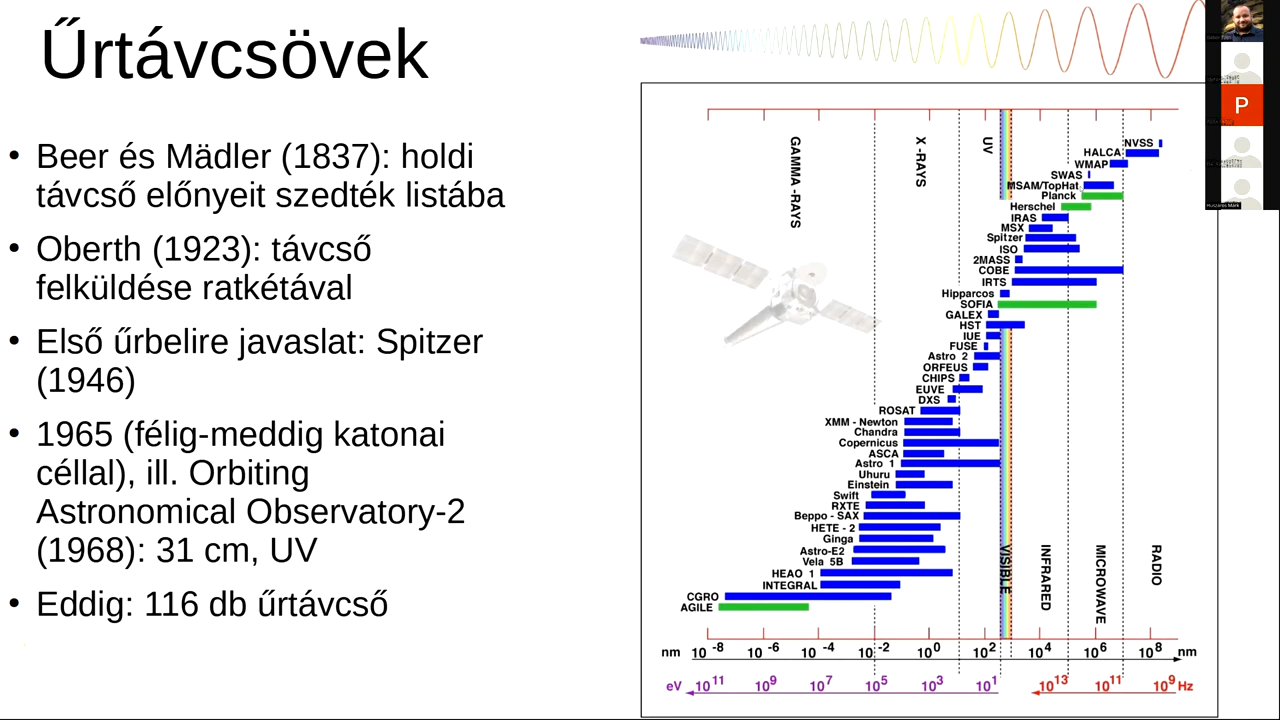 Űrtávcsövek
• Beer és Mädler (1837): holdi
távcső előnyeit szedték listába
• Oberth (1923): távcső
felküldése ratkétával
• Első űrbelire javaslat: Spitzer
(1946)
• 1965 (félig-meddig katonai
céllal), ill. Orbiting
Astronomical Observatory-2
(1968): 31 cm, UV
• Eddig: 116 db űrtávcső
GAMMA -RAYS
X -RAYS
UV
NVSS
HALCA
WMAP
SWAS
MSAM/TopHat
Planck
Herschel
IRAS
MSX
Spitzer
ISO
2MASS
COBE
IRTS
Hipparcos
SOFIA
GALEX
HST
IUE
FUSE
Astro 2
ORFEUS
CHIPS
EUVE
DXS
ROSAT
XMM - Newton
Chandra
Copernicus
ASCA
Astro 1
Uhuru
Einstein
Swift
RXTE
Beppo - SAX
HETE - 2
Ginga
Astro-E2
Vela 5B
HEAO 1
INTEGRAL
CGRO
AGILE
VISIBLE
INFRARED
MICROWAVE
RADIO
nm 10⁻⁸ 10⁻⁶ 10⁻⁴ 10⁻² 10⁰ 10² 10⁴ 10⁶ 10⁸ nm
eV 10¹¹ 10⁹ 10⁷ 10⁵ 10³ 10¹ 10¹³ 10¹¹ 10⁹ Hz
P